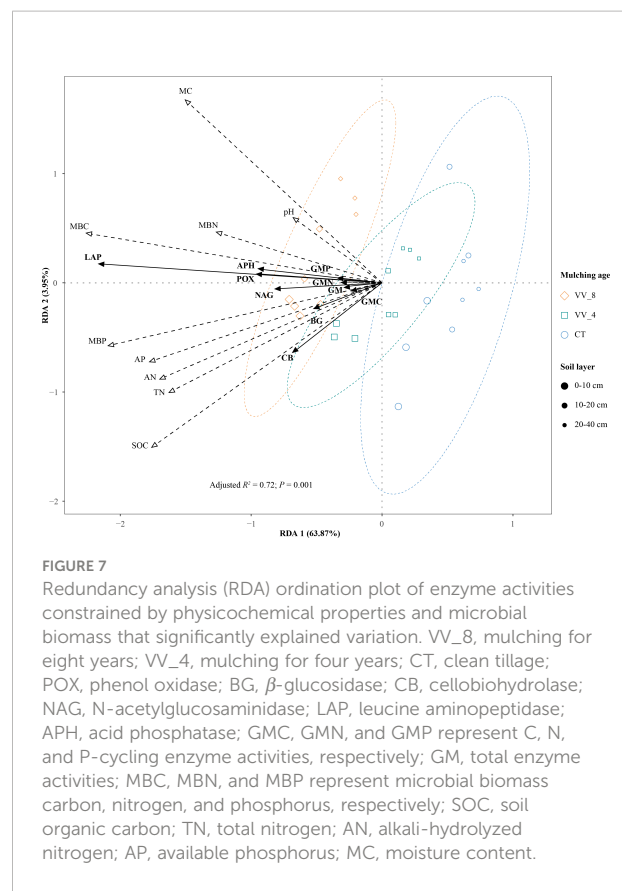 MC
1
MBN
pH
MBC
LAP
APH
GMP
POX
GMN
0
GM
NAG
GMC
BG
MBP
CB
AP
AN
TN
−1
SOC
Adjusted R² = 0.72; P = 0.001
−2
−2
−1
0
1
RDA 1 (63.87%)
RDA 2 (3.95%)
Mulching age
VV_8
VV_4
CT
Soil layer
0-10 cm
10-20 cm
20-40 cm
FIGURE 7
Redundancy analysis (RDA) ordination plot of enzyme activities
constrained by physicochemical properties and microbial
biomass that significantly explained variation. VV_8, mulching for
eight years; VV_4, mulching for four years; CT, clean tillage;
POX, phenol oxidase; BG, β-glucosidase; CB, cellobiohydrolase;
NAG, N-acetylglucosaminidase; LAP, leucine aminopeptidase;
APH, acid phosphatase; GMC, GMN, and GMP represent C, N,
and P-cycling enzyme activities, respectively; GM, total enzyme
activities; MBC, MBN, and MBP represent microbial biomass
carbon, nitrogen, and phosphorus, respectively; SOC, soil
organic carbon; TN, total nitrogen; AN, alkali-hydrolyzed
nitrogen; AP, available phosphorus; MC, moisture content.